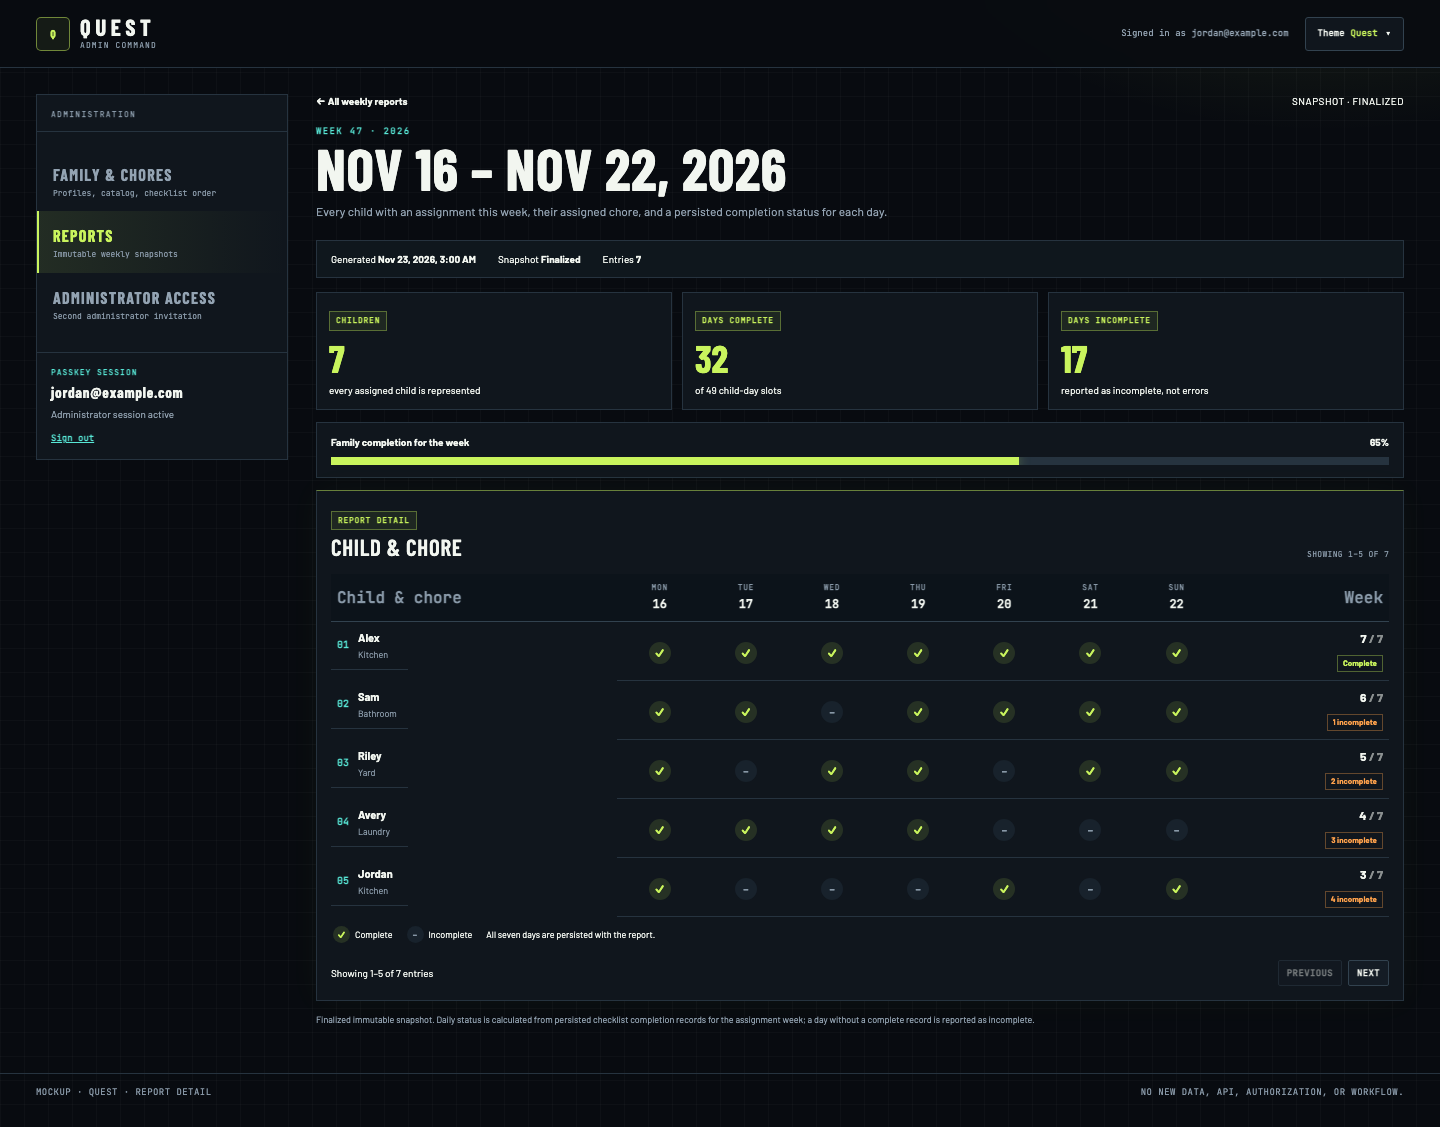 QUEST
ADMIN COMMAND
Signed in as jordan@example.com
Theme Quest ▾
ADMINISTRATION
FAMILY & CHORES
Profiles, catalog, checklist order
REPORTS
Immutable weekly snapshots
ADMINISTRATOR ACCESS
Second administrator invitation
PASSKEY SESSION
jordan@example.com
Administrator session active
Sign out
← All weekly reports
SNAPSHOT · FINALIZED
WEEK 47 · 2026
NOV 16 – NOV 22, 2026
Every child with an assignment this week, their assigned chore, and a persisted completion status for each day.
Generated Nov 23, 2026, 3:00 AM Snapshot Finalized Entries 7
CHILDREN
7
every assigned child is represented
DAYS COMPLETE
32
of 49 child-day slots
DAYS INCOMPLETE
17
reported as incomplete, not errors
Family completion for the week 65%
REPORT DETAIL
CHILD & CHORE
SHOWING 1–5 OF 7
Child & chore MON 16 TUE 17 WED 18 THU 19 FRI 20 SAT 21 SUN 22 Week
01 Alex ✓ ✓ ✓ ✓ ✓ ✓ ✓ 7 / 7
Kitchen Complete
02 Sam ✓ ✓ – ✓ ✓ ✓ ✓ 6 / 7
Bathroom 1 incomplete
03 Riley ✓ – ✓ ✓ – ✓ ✓ 5 / 7
Yard 2 incomplete
04 Avery ✓ ✓ ✓ ✓ – – – 4 / 7
Laundry 3 incomplete
05 Jordan ✓ – – – ✓ – ✓ 3 / 7
Kitchen 4 incomplete
✓ Complete – Incomplete All seven days are persisted with the report.
Showing 1–5 of 7 entries
PREVIOUS NEXT
Finalized immutable snapshot. Daily status is calculated from persisted checklist completion records for the assignment week; a day without a complete record is reported as incomplete.
MOCKUP · QUEST · REPORT DETAIL
NO NEW DATA, API, AUTHORIZATION, OR WORKFLOW.